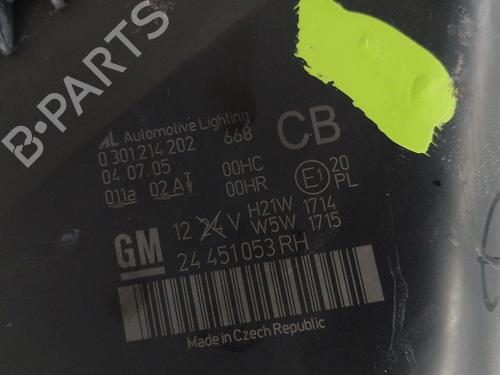 B-PARTS
AL Automotive Lighting
0 301 214 202 668 CB
04.07.05 00HC E1 20
011a 02A 00HR PL
GM 12 24 V H21W 1714
W5W 1715
24 451 053 RH
Made in Czech Republic